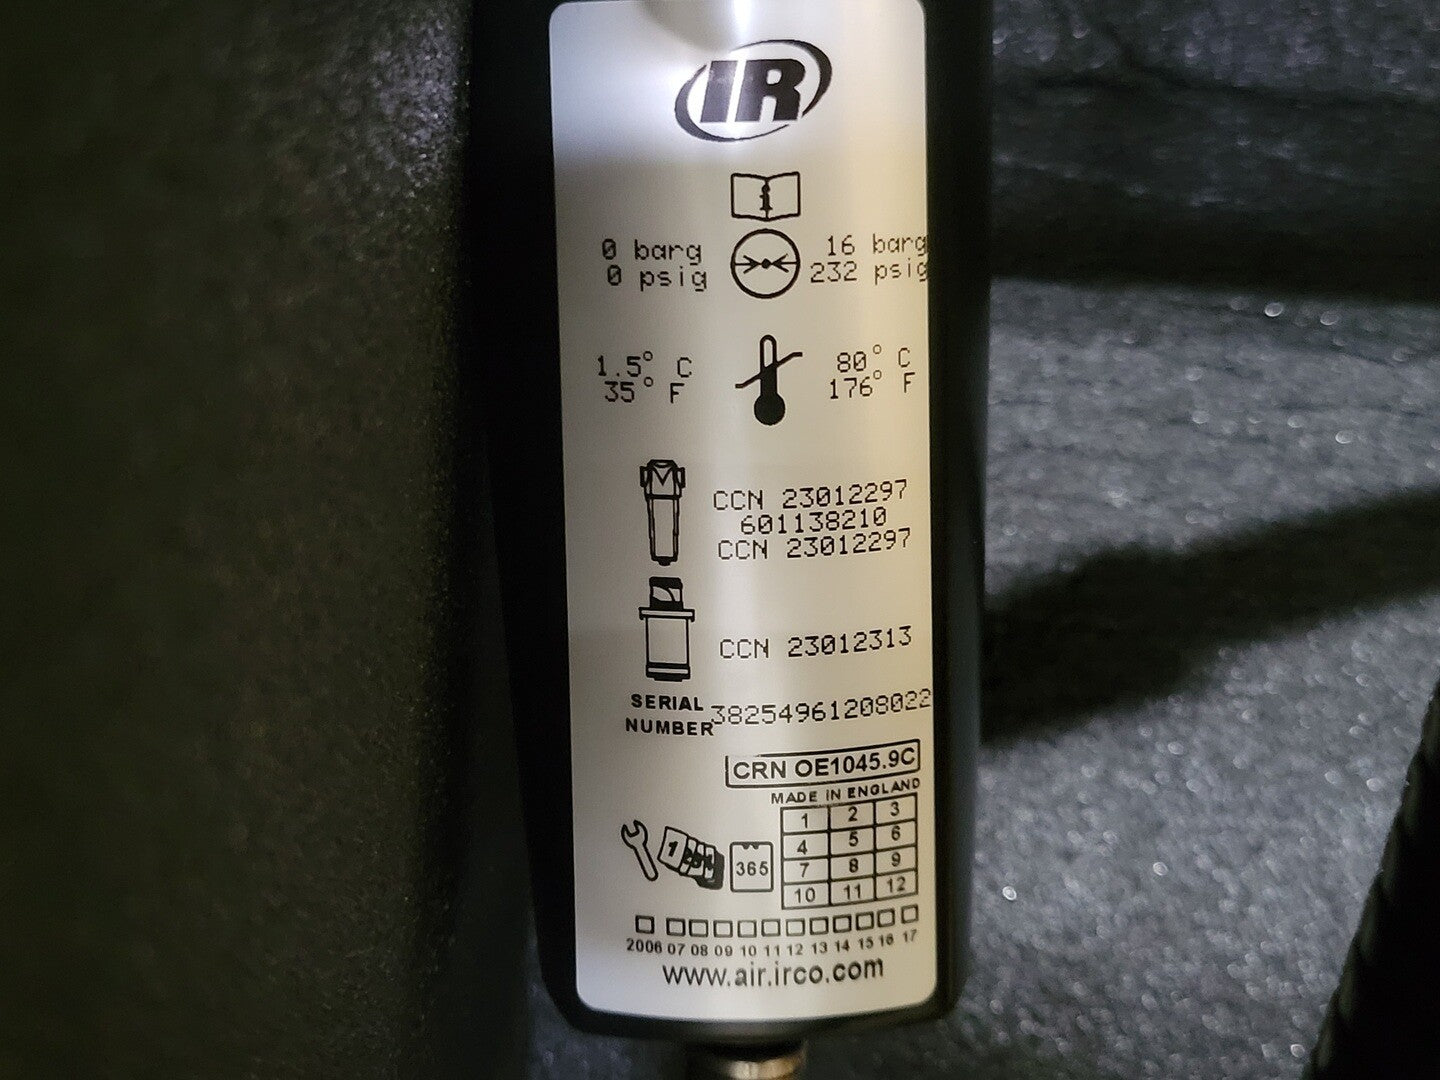 IR
i
0 barg 16 barg
0 psig 232 psig
1.5° C 80° C
35° F 176° F
CCN 23012297
601138210
CCN 23012297
CCN 23012313
SERIAL
NUMBER 38254961208022
CRN OE1045.9C
MADE IN ENGLAND
1 2 3
4 5 6
7 8 9
10 11 12
1
365
2006 07 08 09 10 11 12 13 14 15 16 17
www.air.irco.com